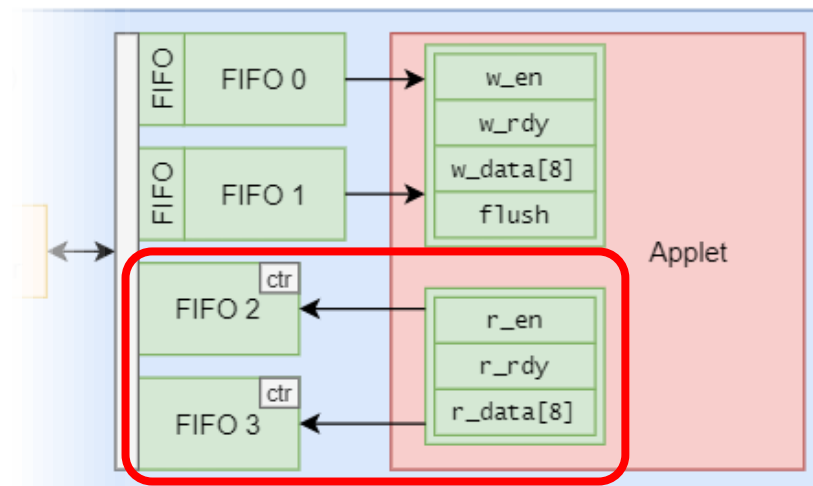 FIFO
FIFO 0
FIFO
FIFO 1
ctr
FIFO 2
ctr
FIFO 3
w_en
w_rdy
w_data[8]
flush
r_en
r_rdy
r_data[8]
Applet